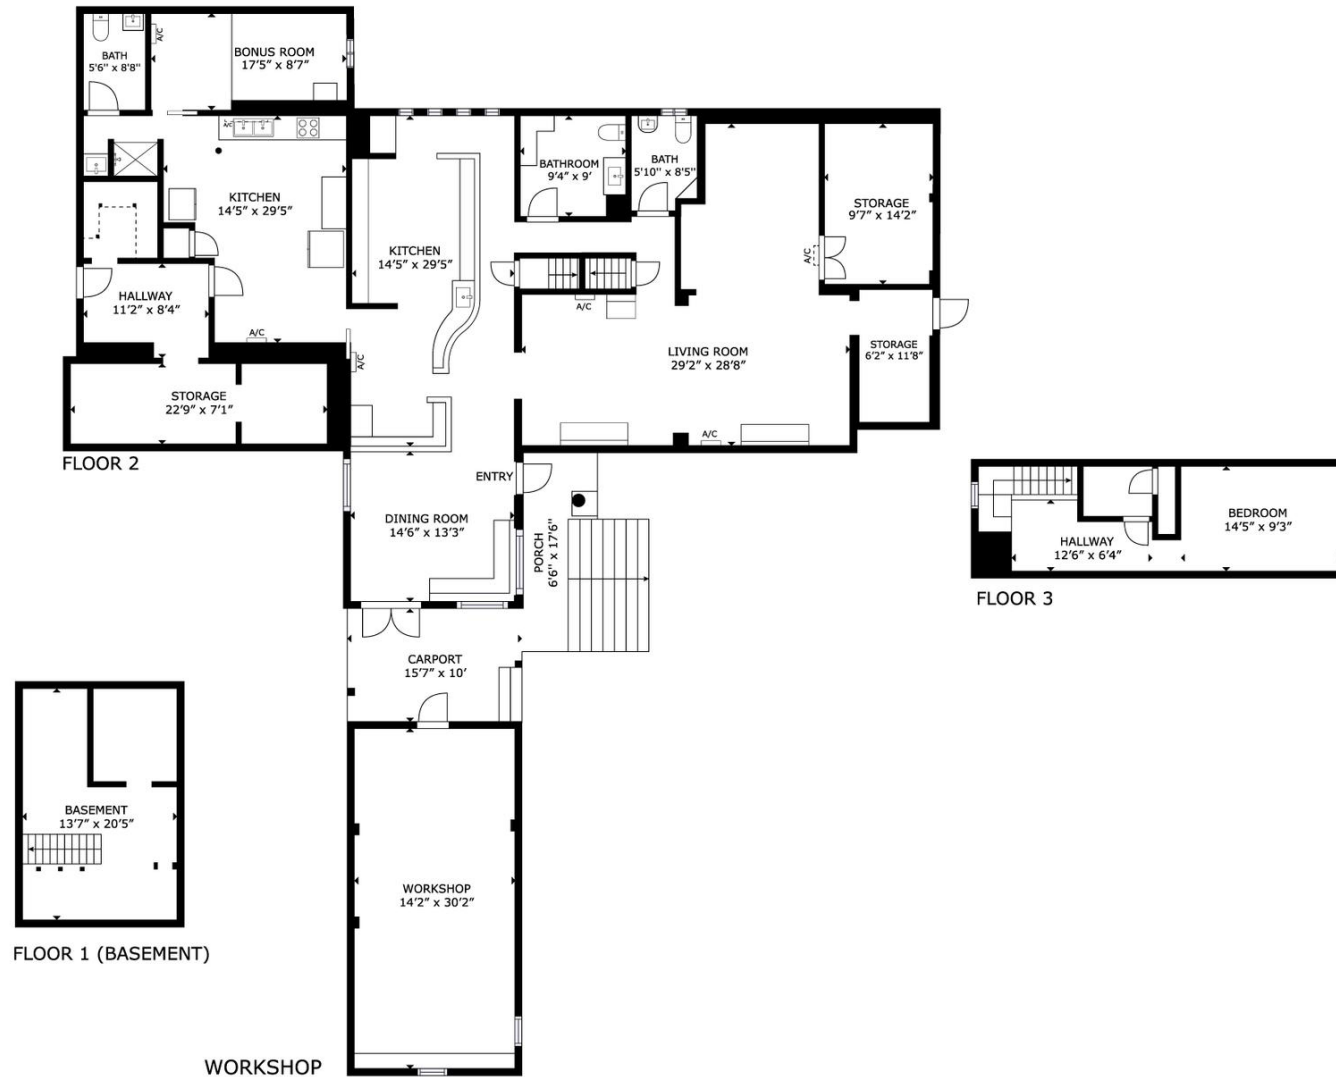 BATH
5'6" x 8'8"
A/C
BONUS ROOM
17'5" x 8'7"
A/C
KITCHEN
14'5" x 29'5"
HALLWAY
11'2" x 8'4"
A/C
STORAGE
22'9" x 7'1"
FLOOR 2
KITCHEN
14'5" x 29'5"
A/C
BATHROOM
9'4" x 9'
BATH
5'10" x 8'5"
STORAGE
9'7" x 14'2"
A/C
A/C
LIVING ROOM
29'2" x 28'8"
A/C
STORAGE
6'2" x 11'8"
ENTRY
DINING ROOM
14'6" x 13'3"
PORCH
6'6" x 17'6"
CARPORT
15'7" x 10'
HALLWAY
12'6" x 6'4"
BEDROOM
14'5" x 9'3"
FLOOR 3
BASEMENT
13'7" x 20'5"
FLOOR 1 (BASEMENT)
WORKSHOP
14'2" x 30'2"
WORKSHOP